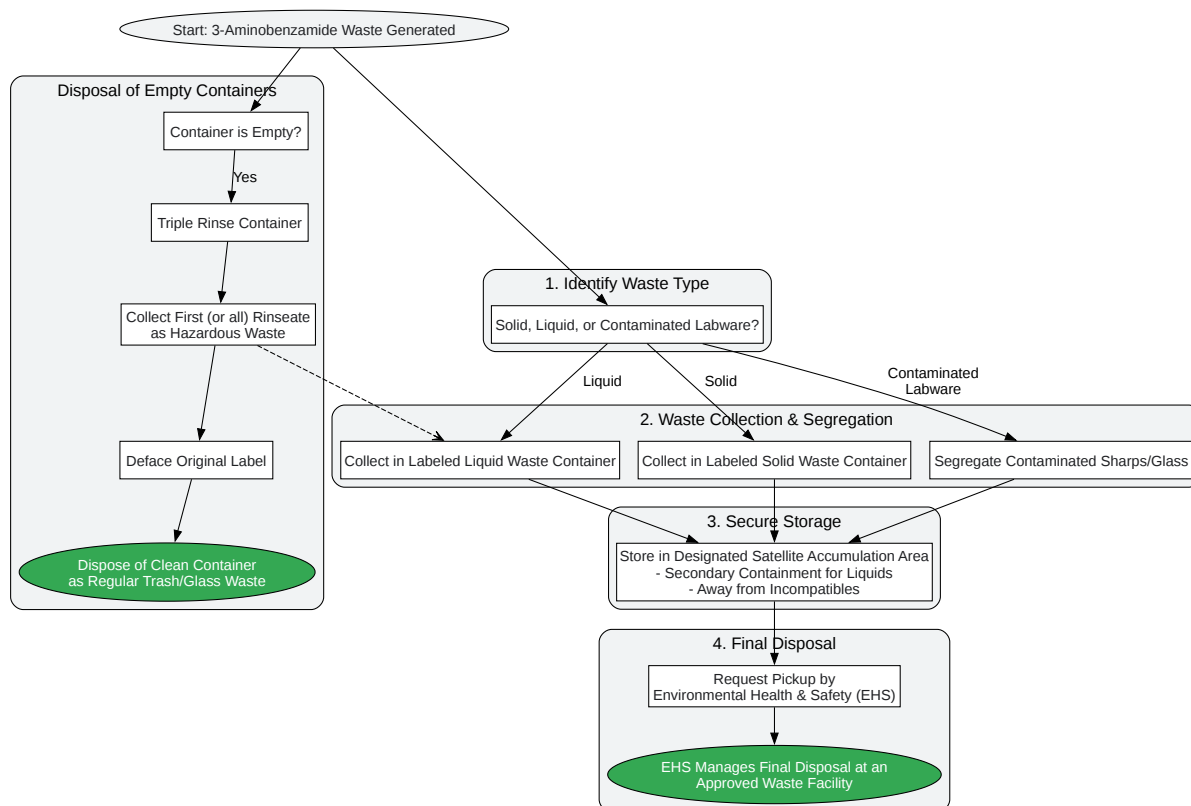 Start: 3-Aminobenzamide Waste Generated
Disposal of Empty Containers
Container is Empty?
Yes
Triple Rinse Container
Collect First (or all) Rinseate
as Hazardous Waste
Deface Original Label
Dispose of Clean Container
as Regular Trash/Glass Waste
1. Identify Waste Type
Solid, Liquid, or Contaminated Labware?
Liquid
Solid
Contaminated
Labware
2. Waste Collection & Segregation
Collect in Labeled Liquid Waste Container
Collect in Labeled Solid Waste Container
Segregate Contaminated Sharps/Glass
3. Secure Storage
Store in Designated Satellite Accumulation Area
- Secondary Containment for Liquids
- Away from Incompatibles
4. Final Disposal
Request Pickup by
Environmental Health & Safety (EHS)
EHS Manages Final Disposal at an
Approved Waste Facility